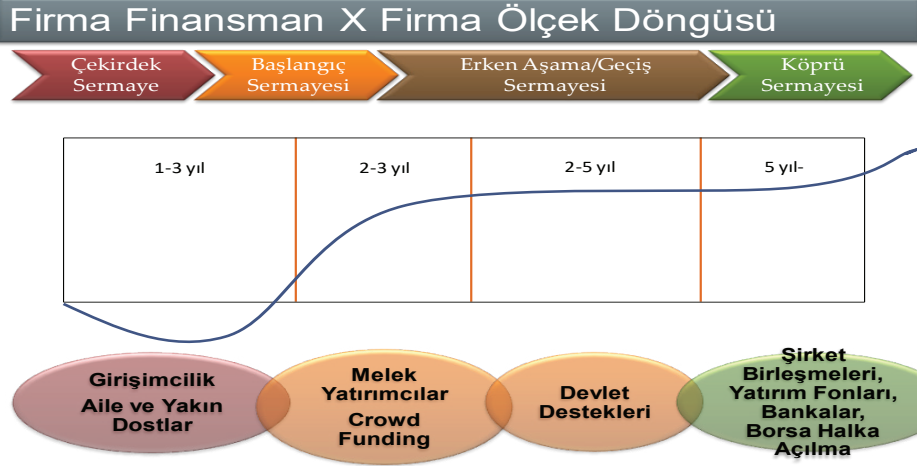 Firma Finansman X Firma Ölçek Döngüsü
Çekirdek
Sermaye
Başlangıç
Sermayesi
Erken Aşama/Geçiş
Sermayesi
Köprü
Sermayesi
1-3 yıl
2-3 yıl
2-5 yıl
5 yıl-
Girişimcilik
Aile ve Yakın
Dostlar
Melek
Yatırımcılar
Crowd
Funding
Devlet
Destekleri
Şirket
Birleşmeleri,
Yatırım Fonları,
Bankalar,
Borsa Halka
Açılma